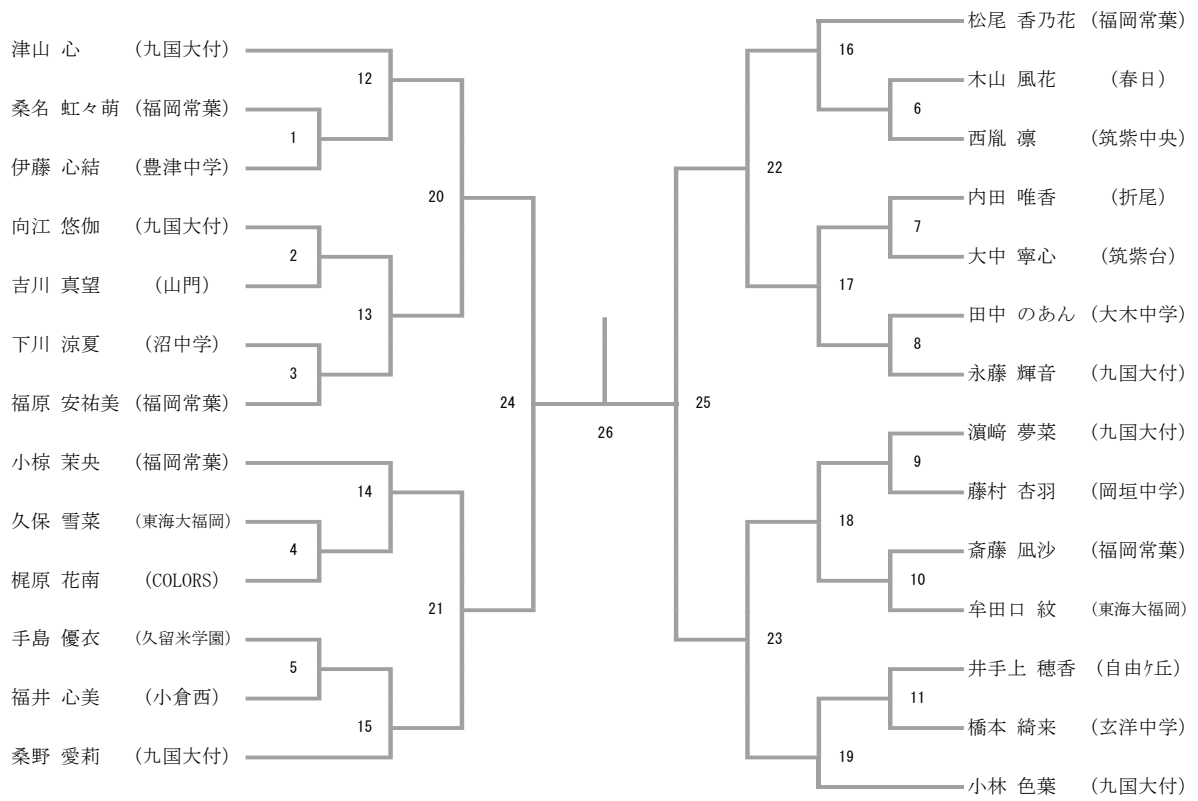 津山 心 (九国大付)
12
桑名 虹々萌 (福岡常葉)
1
伊藤 心結 (豊津中学)
20
向江 悠伽 (九国大付)
2
吉川 真望 (山門)
13
下川 涼夏 (沼中学)
3
福原 安祐美 (福岡常葉)
24
小椋 茉央 (福岡常葉)
14
久保 雪菜 (東海大福岡)
4
梶原 花南 (COLORS)
21
手島 優衣 (久留米学園)
5
福井 心美 (小倉西)
15
桑野 愛莉 (九国大付)
26
松尾 香乃花 (福岡常葉)
16
木山 風花 (春日)
6
西胤 凛 (筑紫中央)
22
内田 唯香 (折尾)
7
大中 寧心 (筑紫台)
17
田中 のあん (大木中学)
8
永藤 輝音 (九国大付)
25
濵﨑 夢菜 (九国大付)
9
藤村 杏羽 (岡垣中学)
18
斎藤 凪沙 (福岡常葉)
10
牟田口 紋 (東海大福岡)
23
井手上 穂香 (自由ケ丘)
11
橋本 綺来 (玄洋中学)
19
小林 色葉 (九国大付)